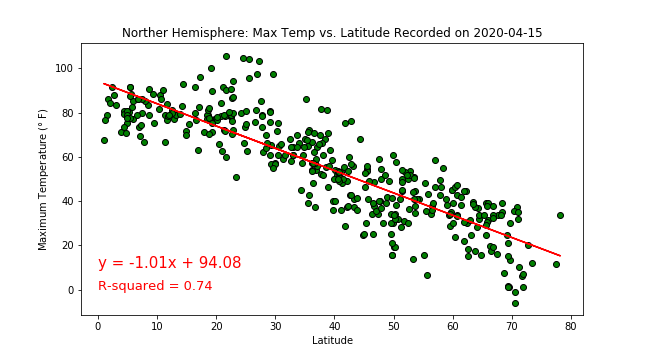 Norther Hemisphere: Max Temp vs. Latitude Recorded on 2020-04-15
Maximum Temperature (° F)
100
80
60
40
20
0
y = -1.01x + 94.08
R-squared = 0.74
0 10 20 30 40 50 60 70 80
Latitude